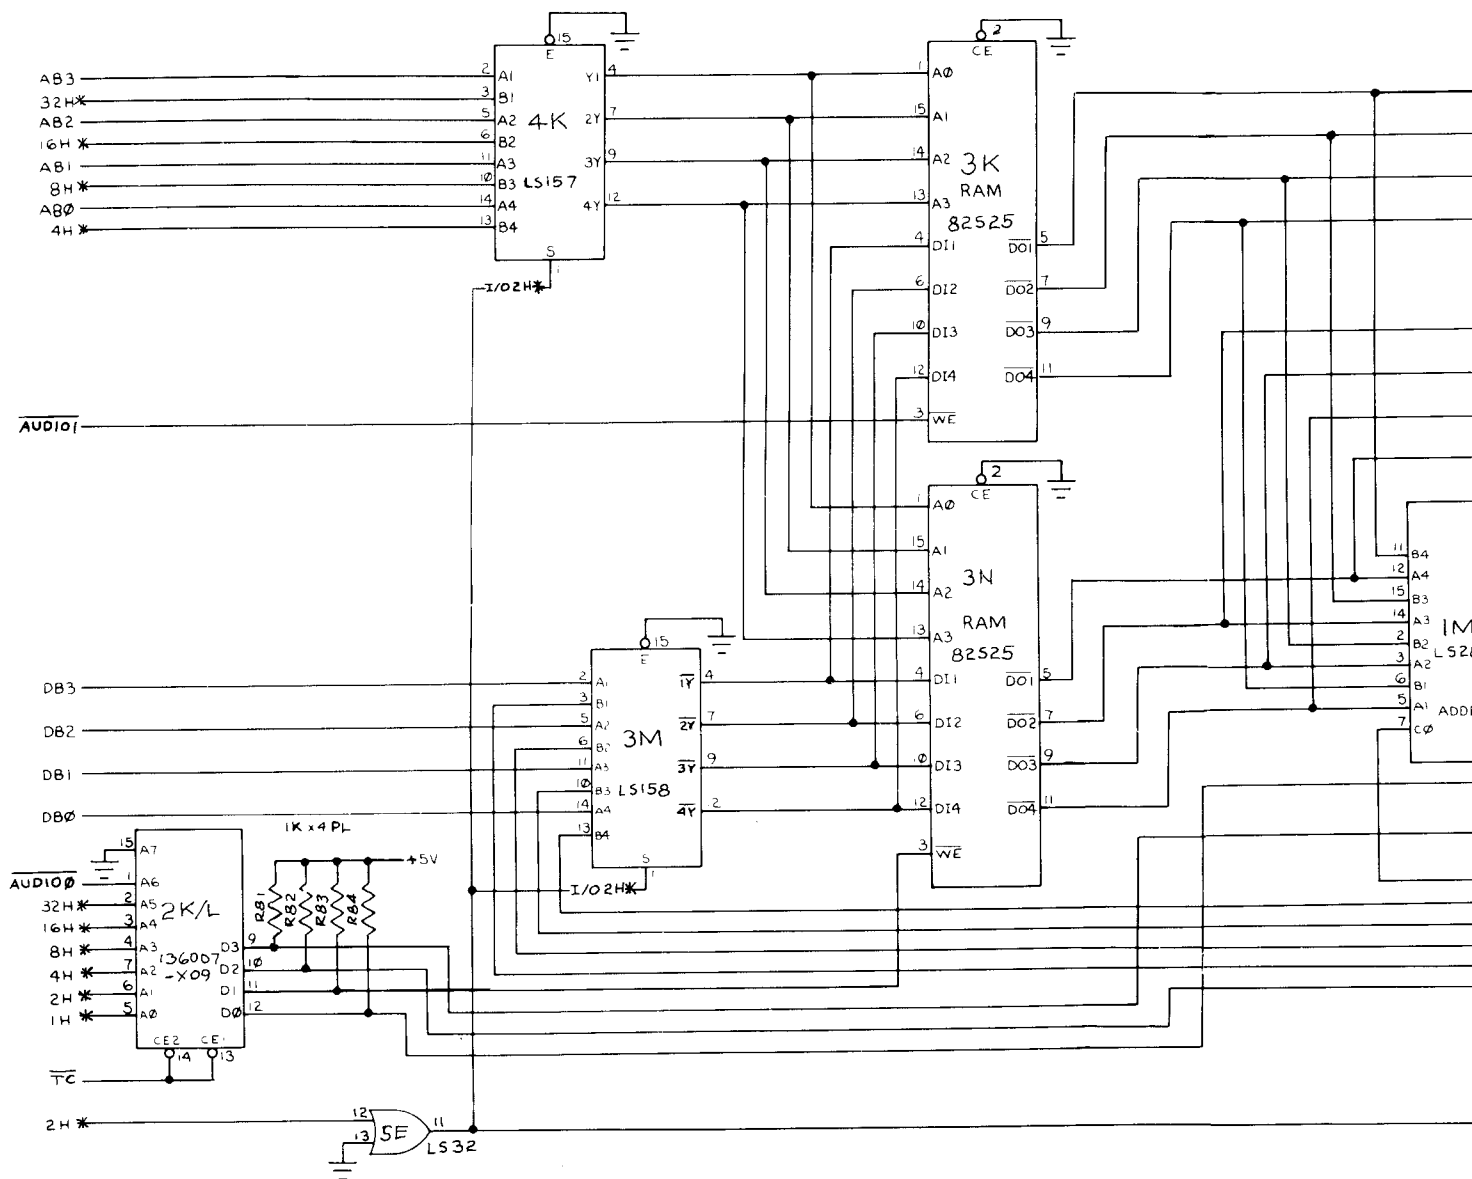 15
E
AB3 2 A1 Y1 4
32H* 3 B1
AB2 5 A2 4K 2Y 7
16H* 6 B2
AB1 11 A3 3Y 9
8H* 10 B3 LS157
ABØ 14 A4 4Y 12
4H* 13 B4
S
1
I/O2H*
2
CE
1 AØ
15 A1
14 A2 3K
RAM
13 A3
82S25
4 DI1 DO1 5
6 DI2 DO2 7
10 DI3 DO3 9
12 DI4 DO4 11
AUDIO1 3 WE
2
CE
1 AØ
15 A1
3N
14 A2
RAM
13 A3
82S25
4 DI1 DO1 5
6 DI2 DO2 7
10 DI3 DO3 9
12 DI4 DO4 11
3 WE
11 B4
12 A4
15 B3
14 A3 1M
2 B2
3 A2
6 B1
5 A1
7 CØ
15
E
DB3 2 A1 1Y 4
3 B1
DB2 5 A2 2Y 7
6 B2 3M
DB1 11 A3 3Y 9
10 B3 LS158
DBØ 14 A4 4Y 12
13 B4
S
1
I/O2H*
1K x 4 PL
+5V
R81 R82 R83 R84
15 A7
AUDIOØ 1 A6
32H* 2 A5 2K/L
16H* 3 A4
8H* 4 A3 D3 9
136007
4H* 7 A2 D2 10
-X09
2H* 6 A1 D1 11
1H* 5 AØ DØ 12
CE2 CE1
14 13
TC
2H* 12 11
13 5E
LS32